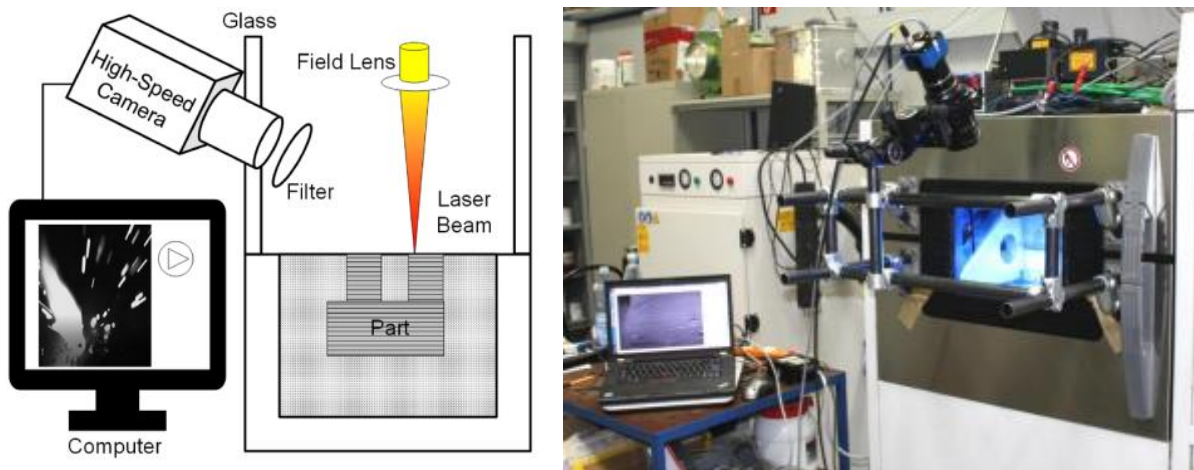 Glass
High-Speed
Camera
Field Lens
Filter
Laser
Beam
Part
Computer